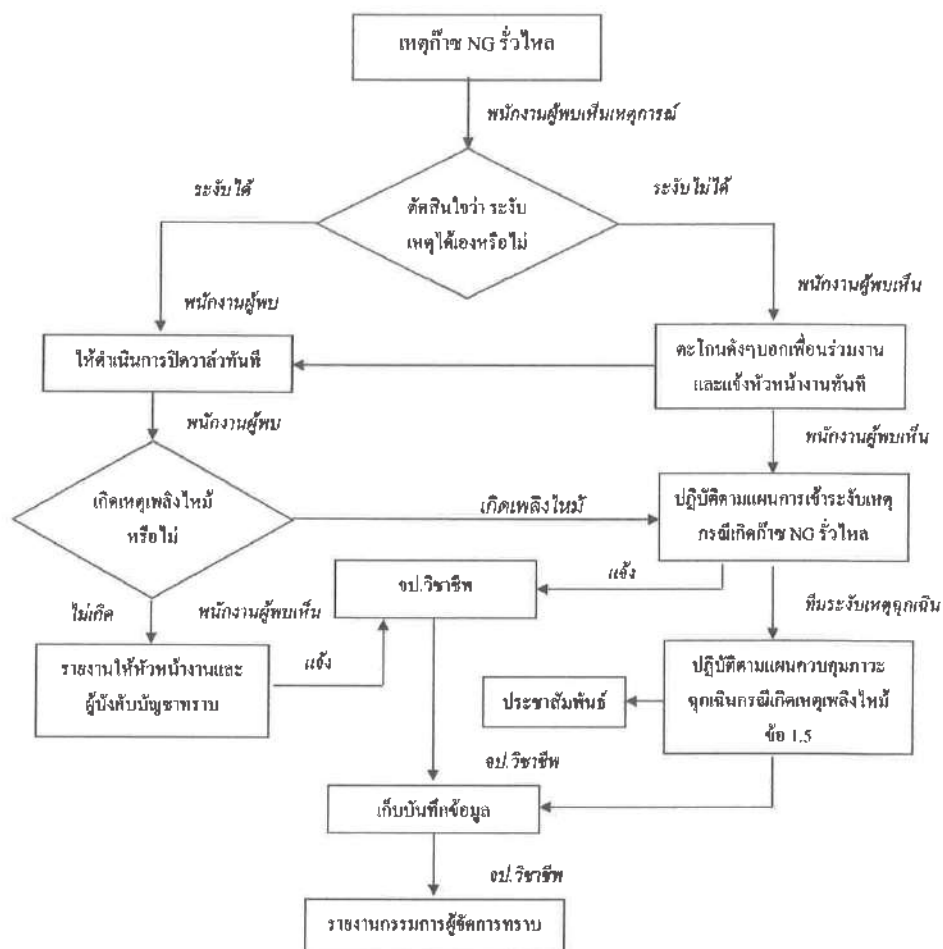 เหตุก๊าซ NG รั่วไหล
พนักงานผู้พบเห็นเหตุการณ์
ระงับได้
ระงับไม่ได้
ตัดสินใจว่า ระงับ
เหตุได้เองหรือไม่
พนักงานผู้พบ
พนักงานผู้พบเห็น
ให้ดำเนินการปิดวาล์วทันที
ตะโกนดังๆบอกเพื่อนร่วมงาน
และแจ้งหัวหน้างานทันที
พนักงานผู้พบ
พนักงานผู้พบเห็น
เกิดเหตุเพลิงไหม้
หรือไม่
เกิดเพลิงไหม้
ปฏิบัติตามแผนการเข้าระงับเหตุ
กรณีเกิดก๊าซ NG รั่วไหล
แจ้ง
จป.วิชาชีพ
ไม่เกิด
พนักงานผู้พบเห็น
ทีมระงับเหตุฉุกเฉิน
รายงานให้หัวหน้างานและ
ผู้บังคับบัญชาทราบ
แจ้ง
ปฏิบัติตามแผนควบคุมภาวะ
ฉุกเฉินกรณีเกิดเหตุเพลิงไหม้
ข้อ 1.5
ประชาสัมพันธ์
จป.วิชาชีพ
เก็บบันทึกข้อมูล
จป.วิชาชีพ
รายงานกรรมการผู้จัดการทราบ